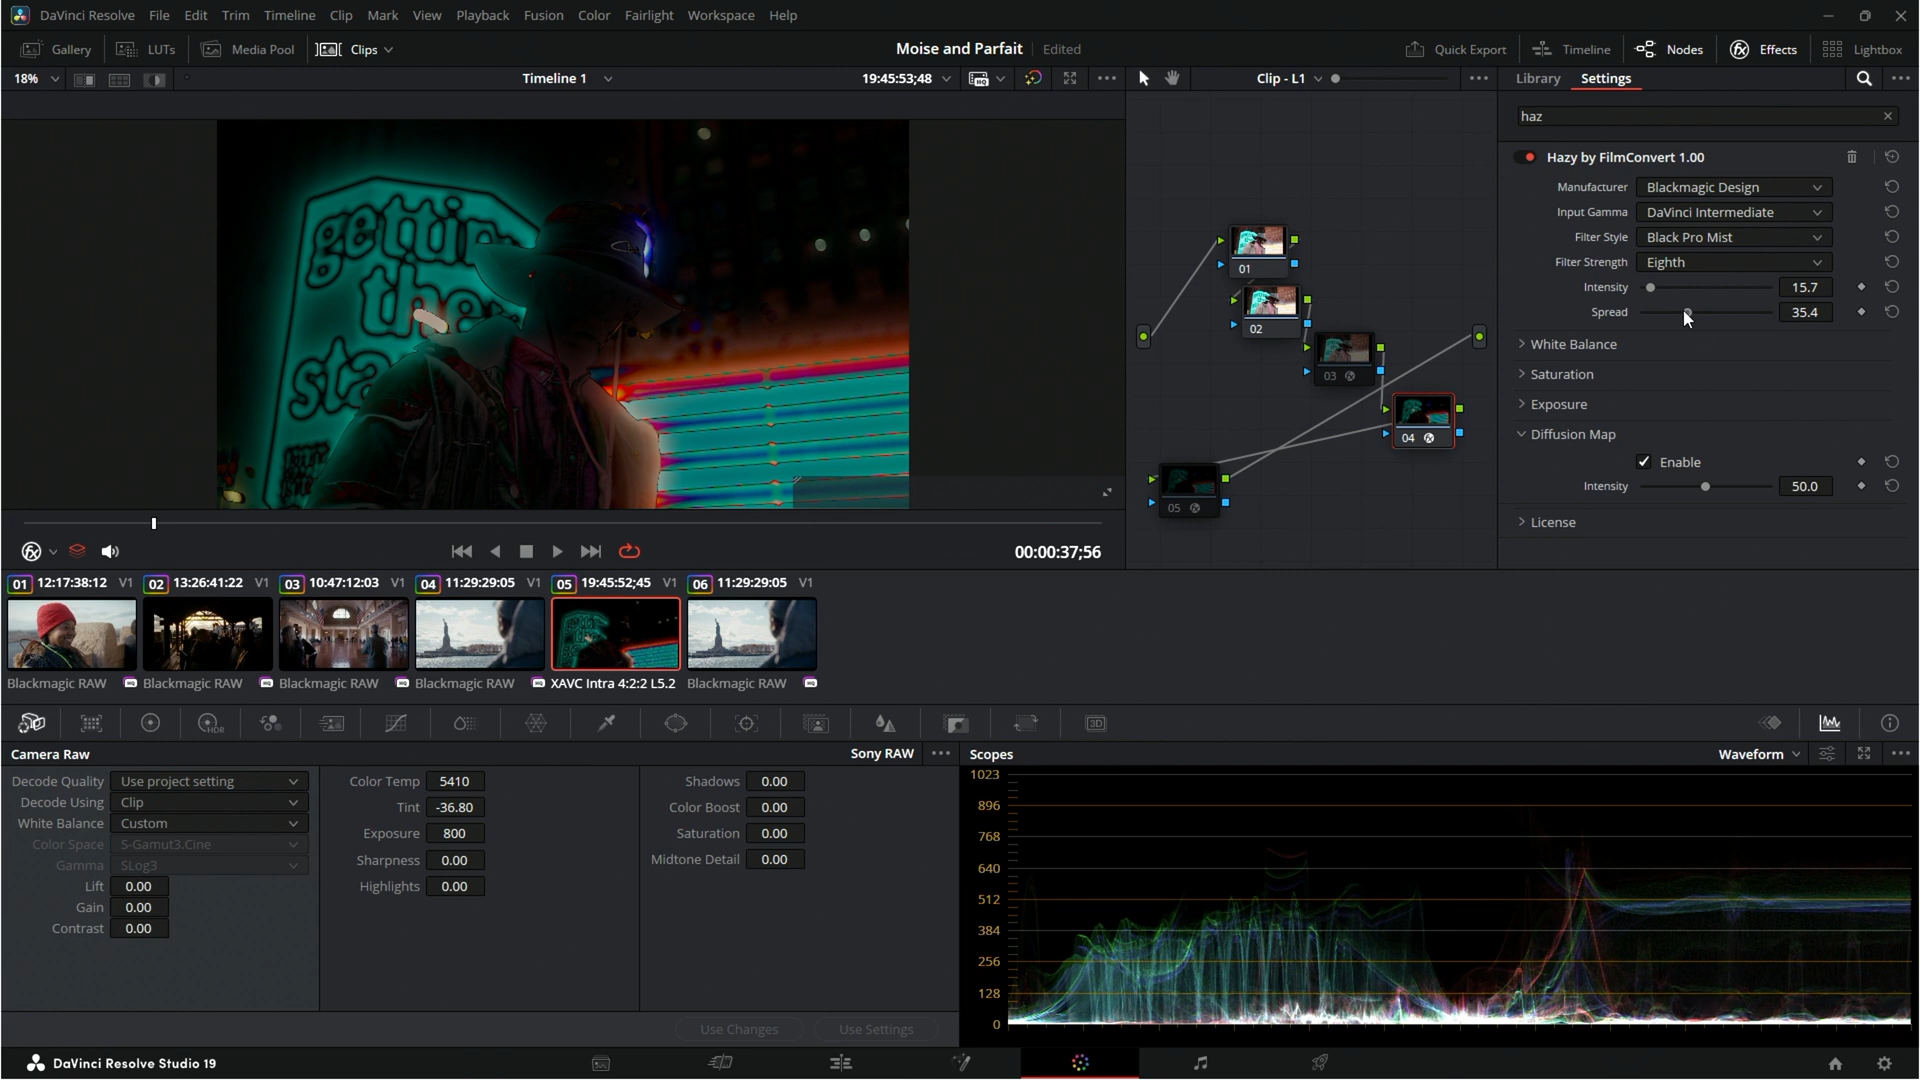 DaVinci Resolve File Edit Trim Timeline Clip Mark View Playback Fusion Color Fairlight Workspace Help
Gallery LUTs Media Pool Clips Moise and Parfait Edited Quick Export Timeline Nodes Effects Lightbox
18% Timeline 1 19:45:53;48 Clip - L1 Library Settings
haz
Hazy by FilmConvert 1.00
Manufacturer Blackmagic Design
Input Gamma DaVinci Intermediate
Filter Style Black Pro Mist
Filter Strength Eighth
Intensity 15.7
Spread 35.4
White Balance
Saturation
Exposure
Diffusion Map
Enable
Intensity 50.0
License
getting
the
sta
01
02
03
04
05
00:00:37;56
01 12:17:38:12 V1 02 13:26:41:22 V1 03 10:47:12:03 V1 04 11:29:29:05 V1 05 19:45:52;45 V1 06 11:29:29:05 V1
Blackmagic RAW Blackmagic RAW Blackmagic RAW Blackmagic RAW XAVC Intra 4:2:2 L5.2 Blackmagic RAW
HDR 3D
Camera Raw Sony RAW Scopes Waveform
Decode Quality Use project setting
Decode Using Clip
White Balance Custom
Color Space S-Gamut3.Cine
Gamma SLog3
Lift 0.00
Gain 0.00
Contrast 0.00
Color Temp 5410
Tint -36.80
Exposure 800
Sharpness 0.00
Highlights 0.00
Shadows 0.00
Color Boost 0.00
Saturation 0.00
Midtone Detail 0.00
Use Changes Use Settings
1023
896
768
640
512
384
256
128
0
DaVinci Resolve Studio 19